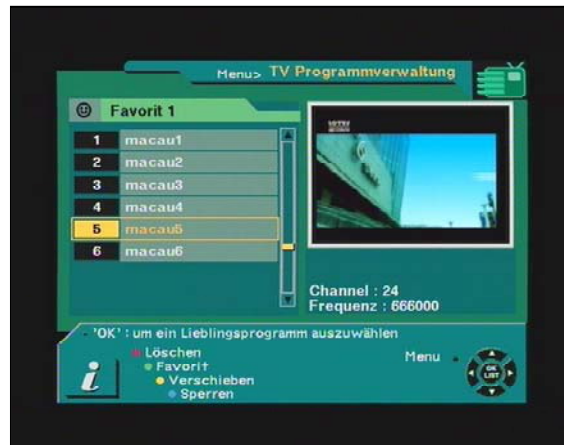 Menu> TV Programmverwaltung
Favorit 1
1 macau1
2 macau2
3 macau3
4 macau4
5 macau5
6 macau6
Channel : 24
Frequenz : 666000
- 'OK' : um ein Lieblingsprogramm auszuwählen
Löschen
Favorit
Verschieben
Sperren
Menu
OK
LIST
i